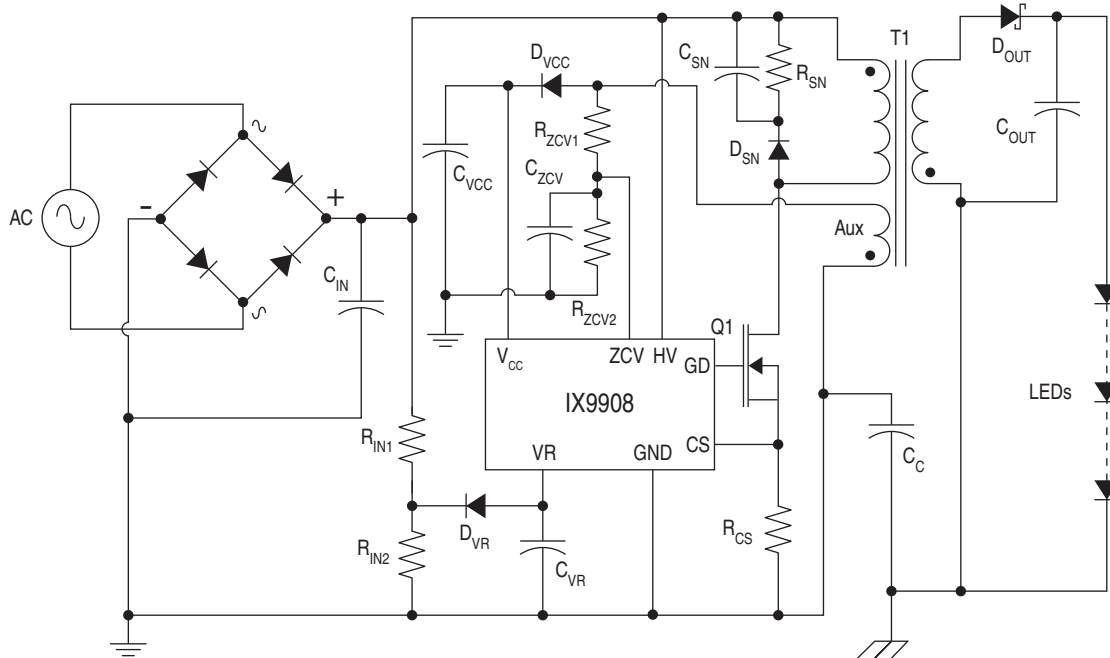 T1
D_OUT
C_SN
R_SN
D_VCC
R_ZCV1
C_OUT
D_SN
C_VCC
C_ZCV
AC
-
+
Aux
C_IN
R_ZCV2
Q1
V_CC
ZCV
HV
GD
LEDs
IX9908
R_IN1
VR
GND
CS
C_C
D_VR
R_CS
R_IN2
C_VR